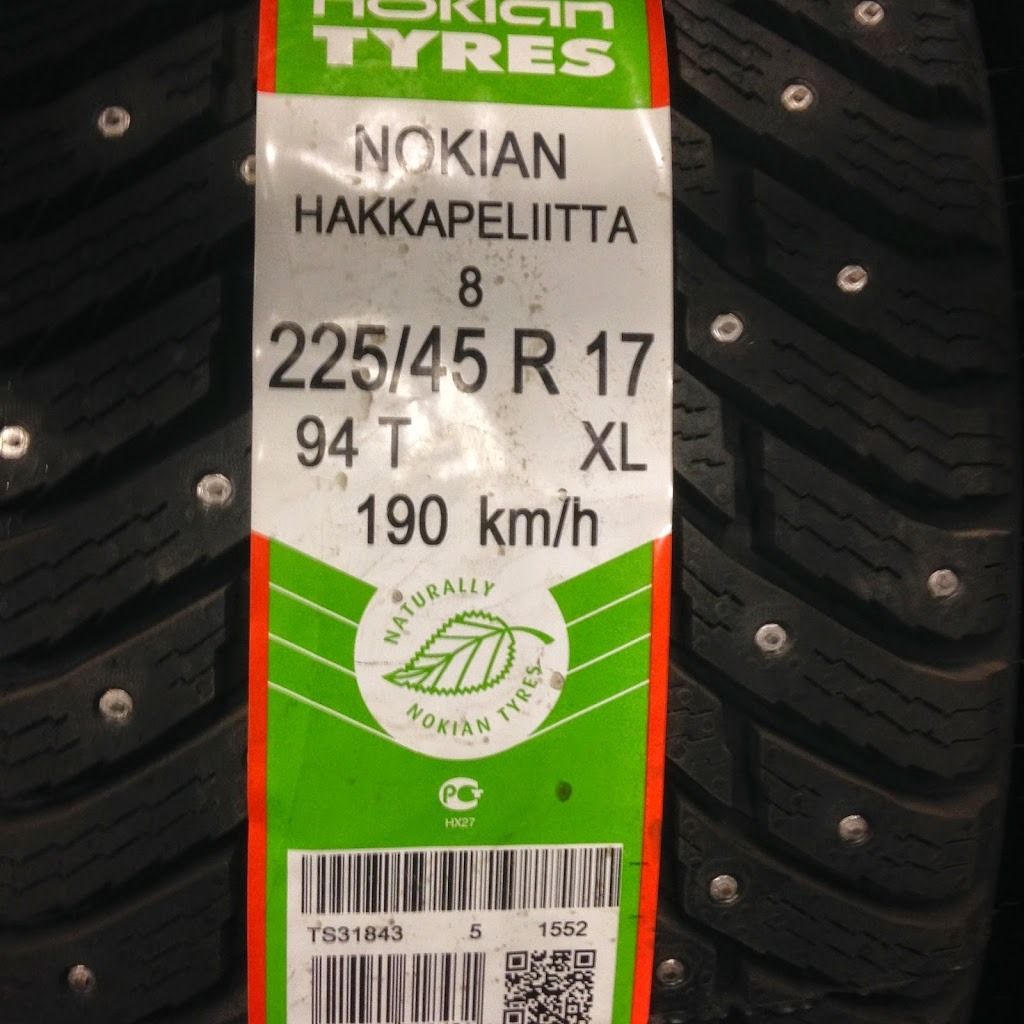 nokian
TYRES
NOKIAN
HAKKAPELIITTA
8
225/45 R 17
94 T XL
190 km/h
NATURALLY
NOKIAN TYRES
PG
HX27
TS31843 5 1552